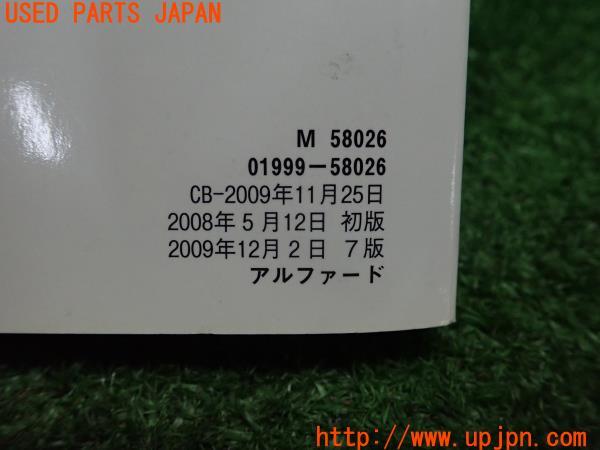 USED PARTS JAPAN
M 58026
01999−58026
CB-2009年11月25日
2008年5月12日 初版
2009年12月2日 7版
アルファード
http://www.upjpn.com/